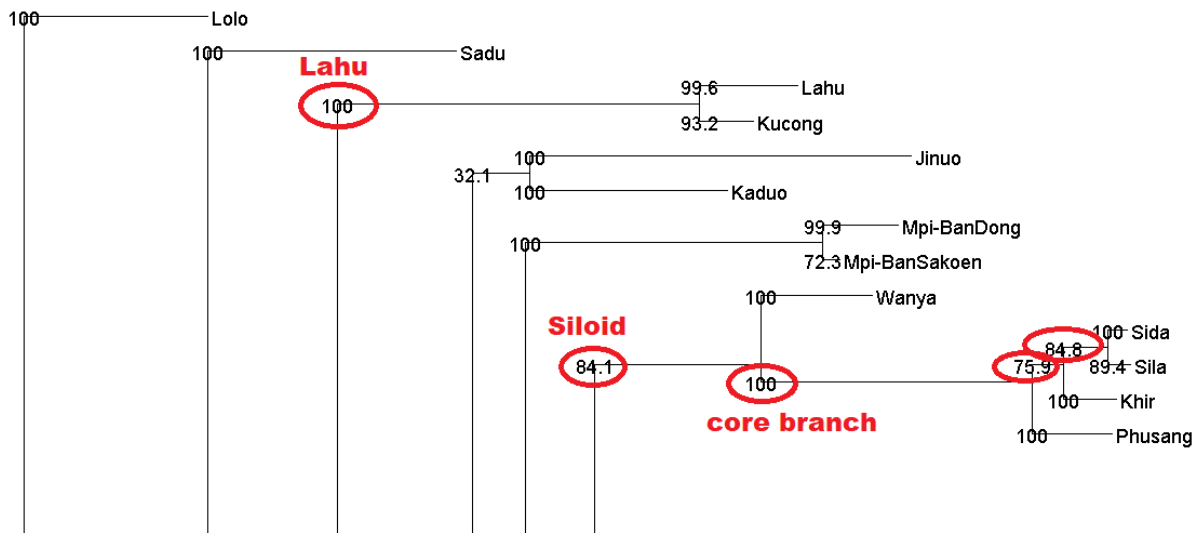 100 Lolo
100 Sadu
Lahu
99.6 Lahu
100
93.2 Kucong
100 Jinuo
32.1
100 Kaduo
99.9 Mpi-BanDong
100
72.3 Mpi-BanSakoen
100 Wanya
Siloid
100 Sida
84.8
84.1 75.9 89.4 Sila
100
core branch
100 Khir
100 Phusang